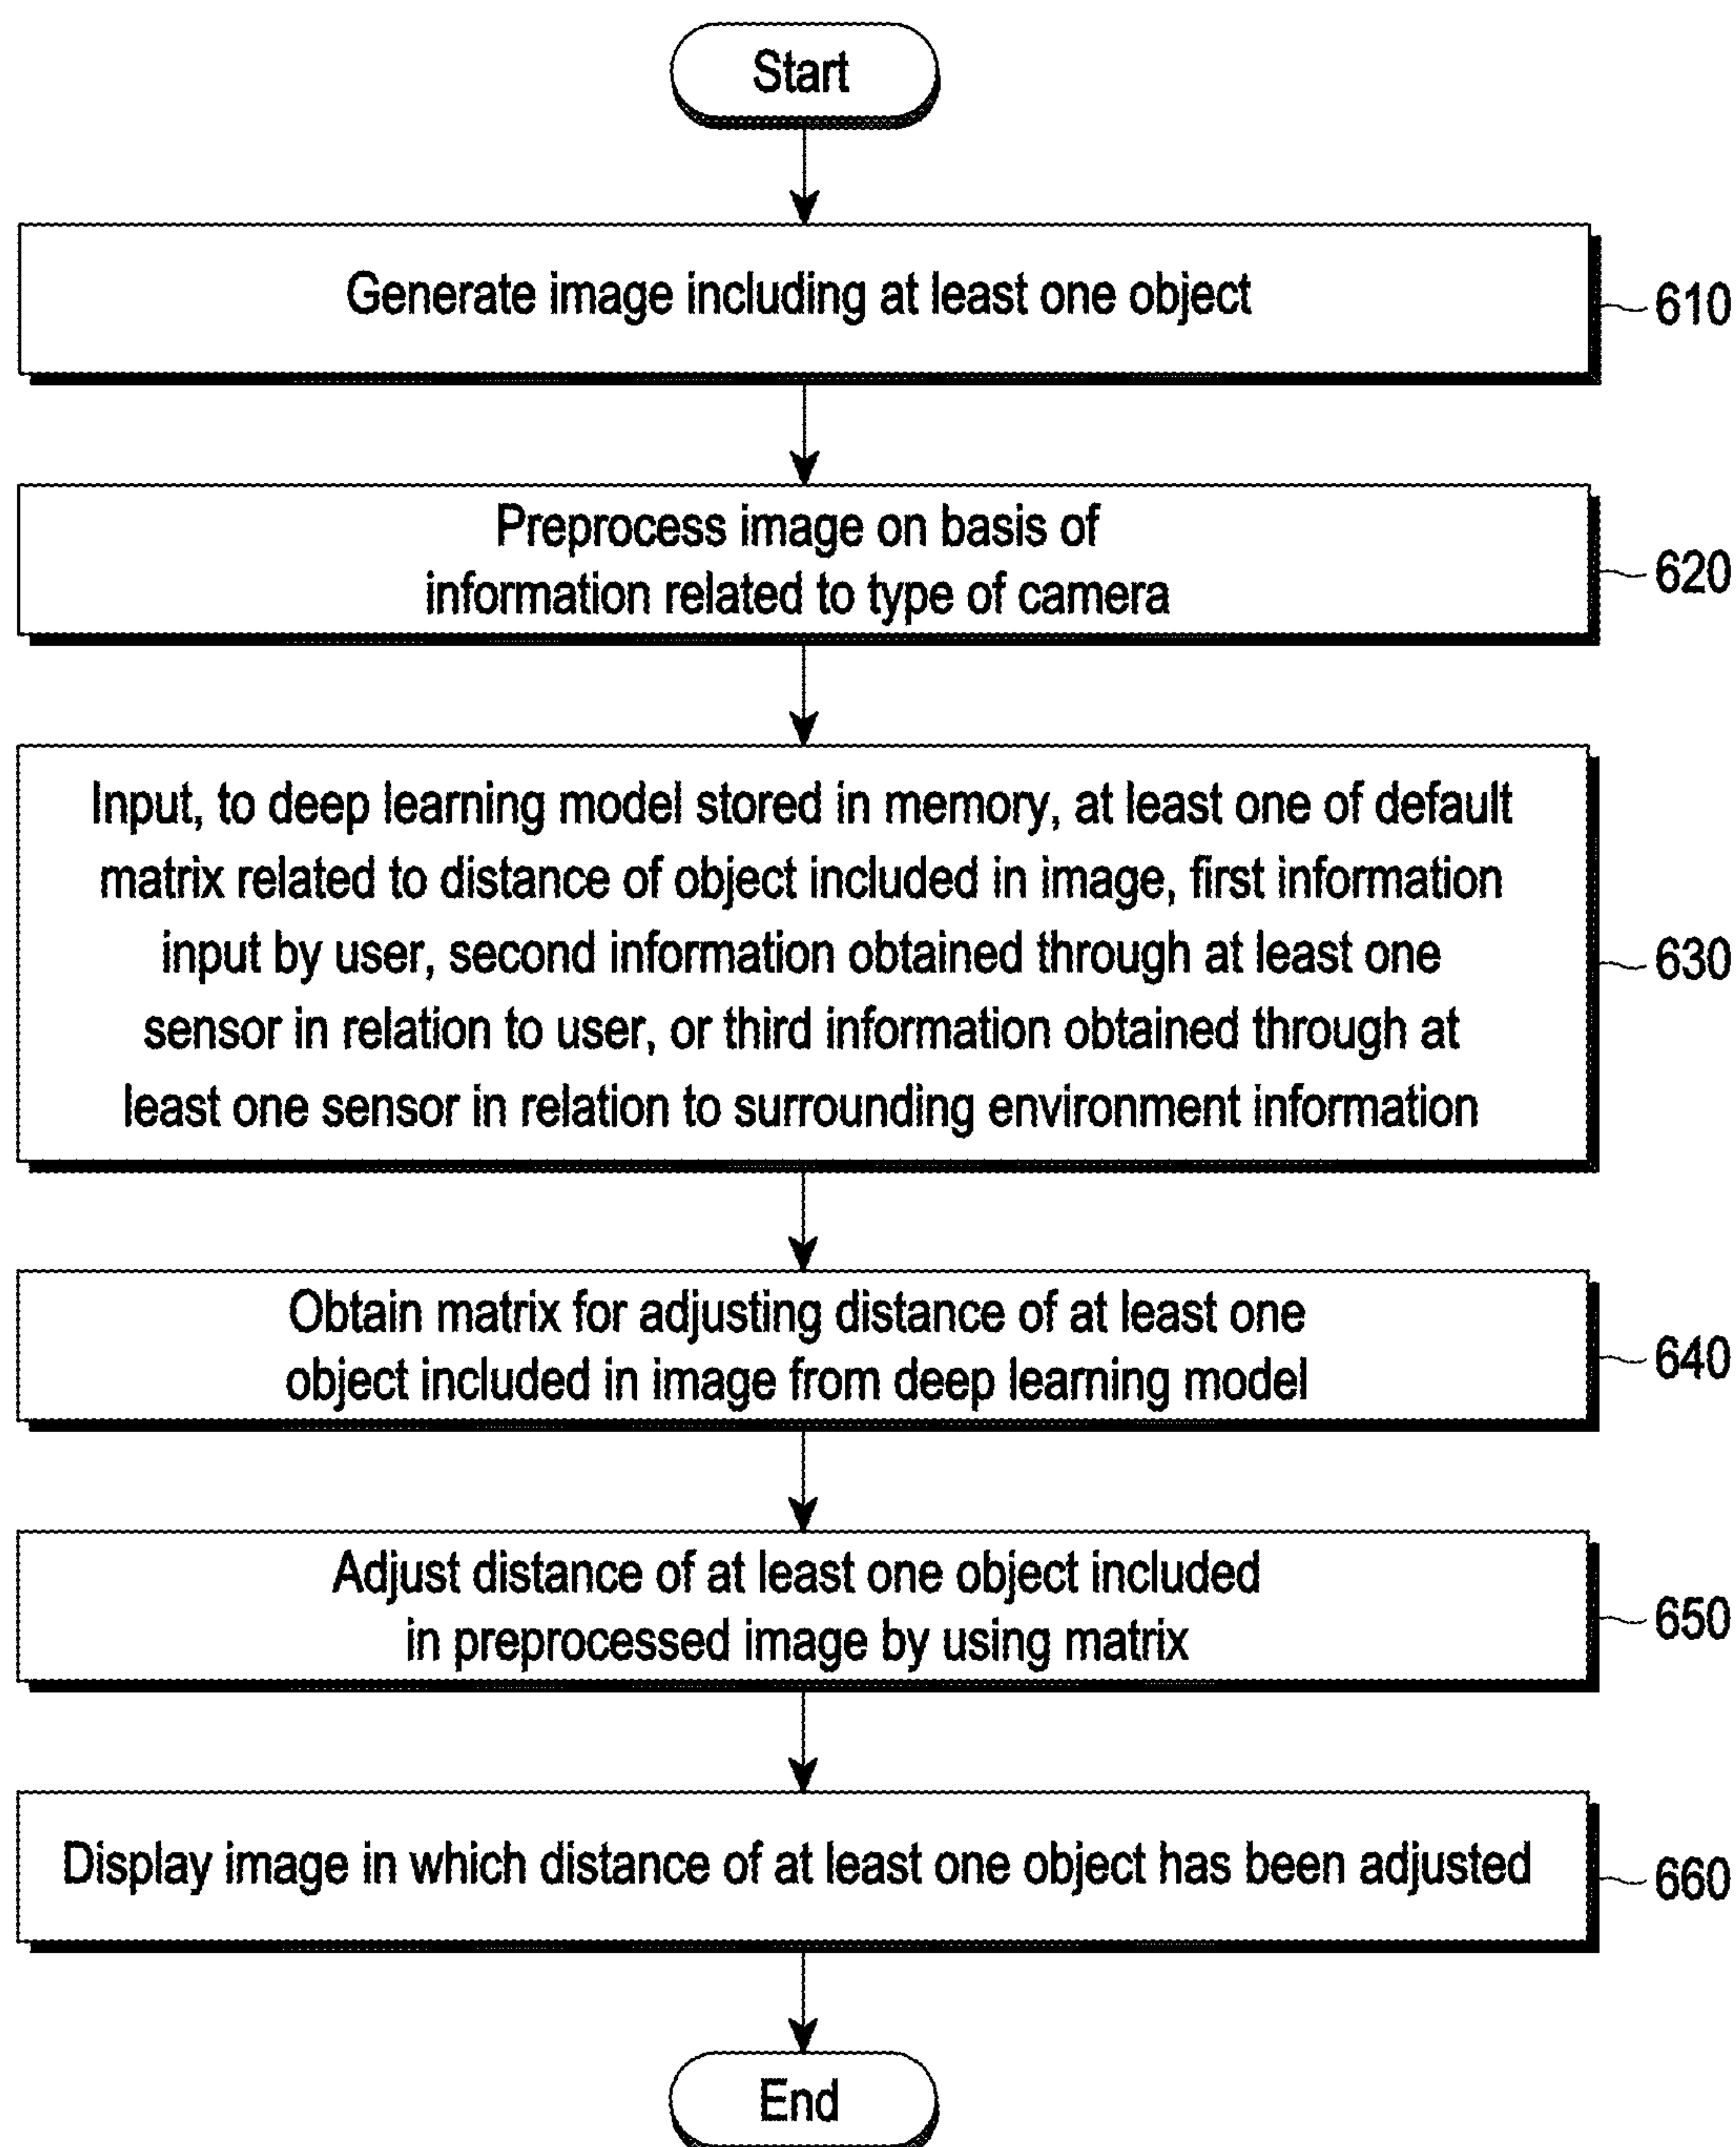 Start
Generate image including at least one object
610
Preprocess image on basis of
information related to type of camera
620
Input, to deep learning model stored in memory, at least one of default
matrix related to distance of object included in image, first information
input by user, second information obtained through at least one
sensor in relation to user, or third information obtained through at
least one sensor in relation to surrounding environment information
630
Obtain matrix for adjusting distance of at least one
object included in image from deep learning model
640
Adjust distance of at least one object included
in preprocessed image by using matrix
650
Display image in which distance of at least one object has been adjusted
660
End